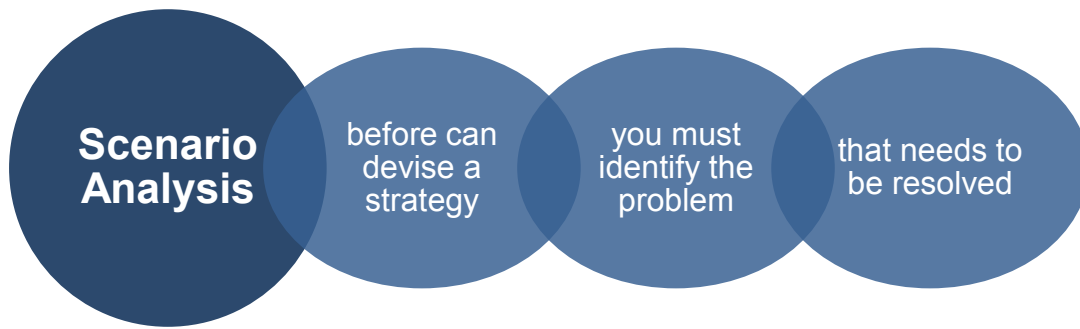 Scenario
Analysis
before can
devise a
strategy
you must
identify the
problem
that needs to
be resolved